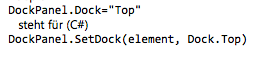 DockPanel.Dock="Top"
steht für (C#)
DockPanel.SetDock(element, Dock.Top)